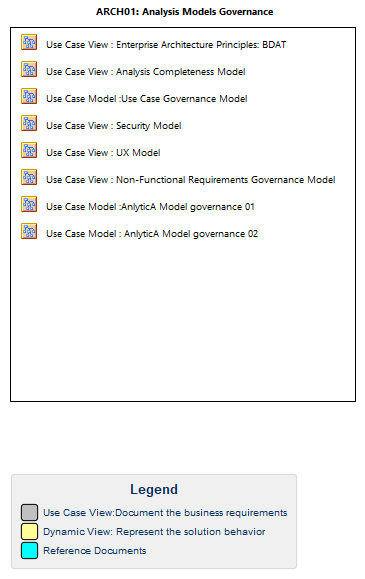 ARCH01: Analysis Models Governance
Use Case View : Enterprise Architecture Principles: BDAT
Use Case View : Analysis Completeness Model
Use Case Model :Use Case Governance Model
Use Case View : Security Model
Use Case View : UX Model
Use Case View : Non-Functional Requirements Governance Model
Use Case Model :AnlyticA Model governance 01
Use Case Model : AnlyticA Model governance 02
Legend
Use Case View:Document the business requirements
Dynamic View: Represent the solution behavior
Reference Documents